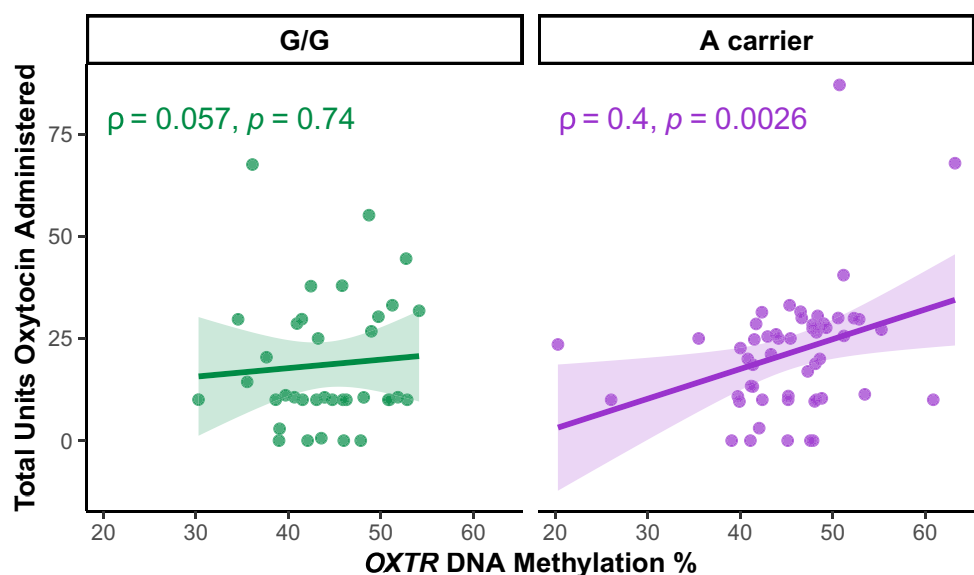 G/G
A carrier
ρ = 0.057, p = 0.74
ρ = 0.4, p = 0.0026
Total Units Oxytocin Administered
75
50
25
0
20 30 40 50 60
20 30 40 50 60
OXTR DNA Methylation %